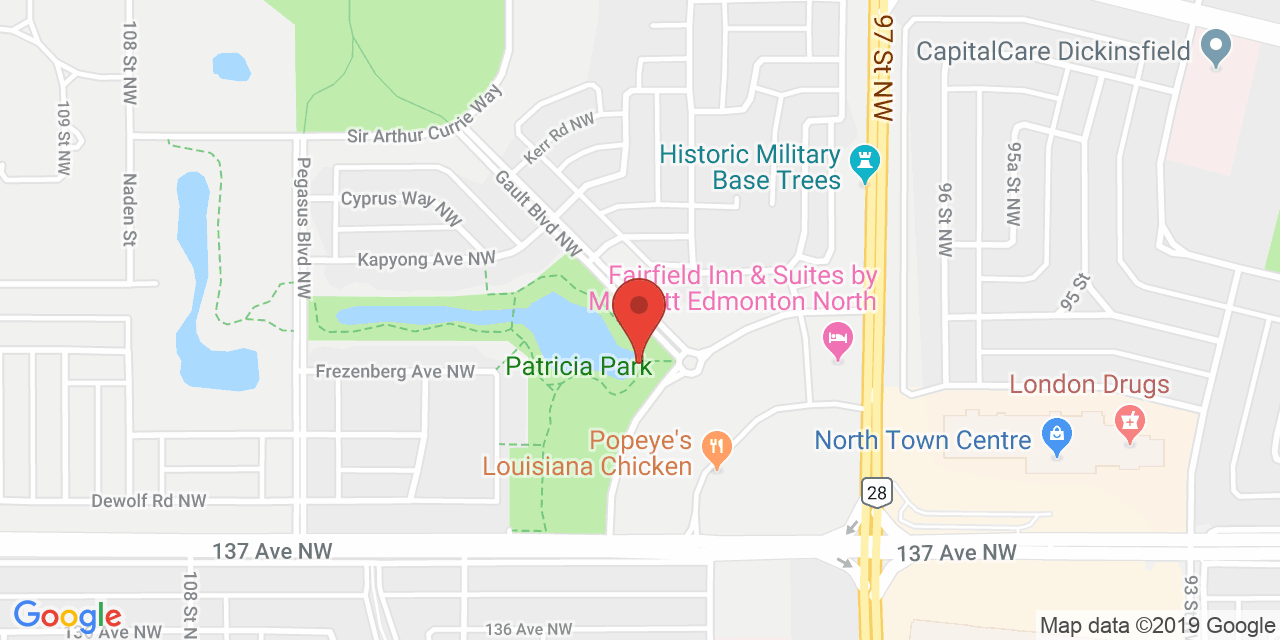 108 St NW
97 St NW
CapitalCare Dickinsfield
109 St NW
Sir Arthur Currie Way
Kerr Rd NW
Historic Military
Base Trees
95a St NW
Pegasus Blvd NW
Naden St
Cyprus Way NW
Gault Blvd NW
96 St NW
Kapyong Ave NW
Fairfield Inn & Suites by
Edmonton North
95 St
Patricia Park
Frezenberg Ave NW
London Drugs
Popeye's
Louisiana Chicken
North Town Centre
Dewolf Rd NW
28
137 Ave NW
137 Ave NW
108 St N
93 S
Google
136 Ave NW
136 Ave NW
Map data ©2019 Google